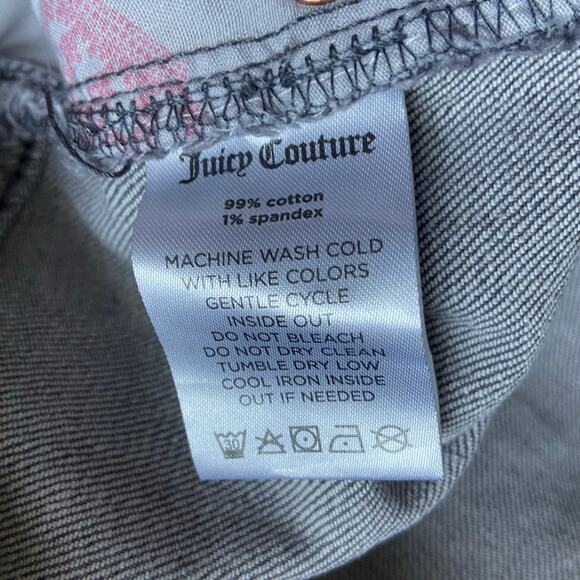 Juicy Couture
99% cotton
1% spandex
MACHINE WASH COLD
WITH LIKE COLORS
GENTLE CYCLE
INSIDE OUT
DO NOT BLEACH
DO NOT DRY CLEAN
TUMBLE DRY LOW
COOL IRON INSIDE
OUT IF NEEDED
30